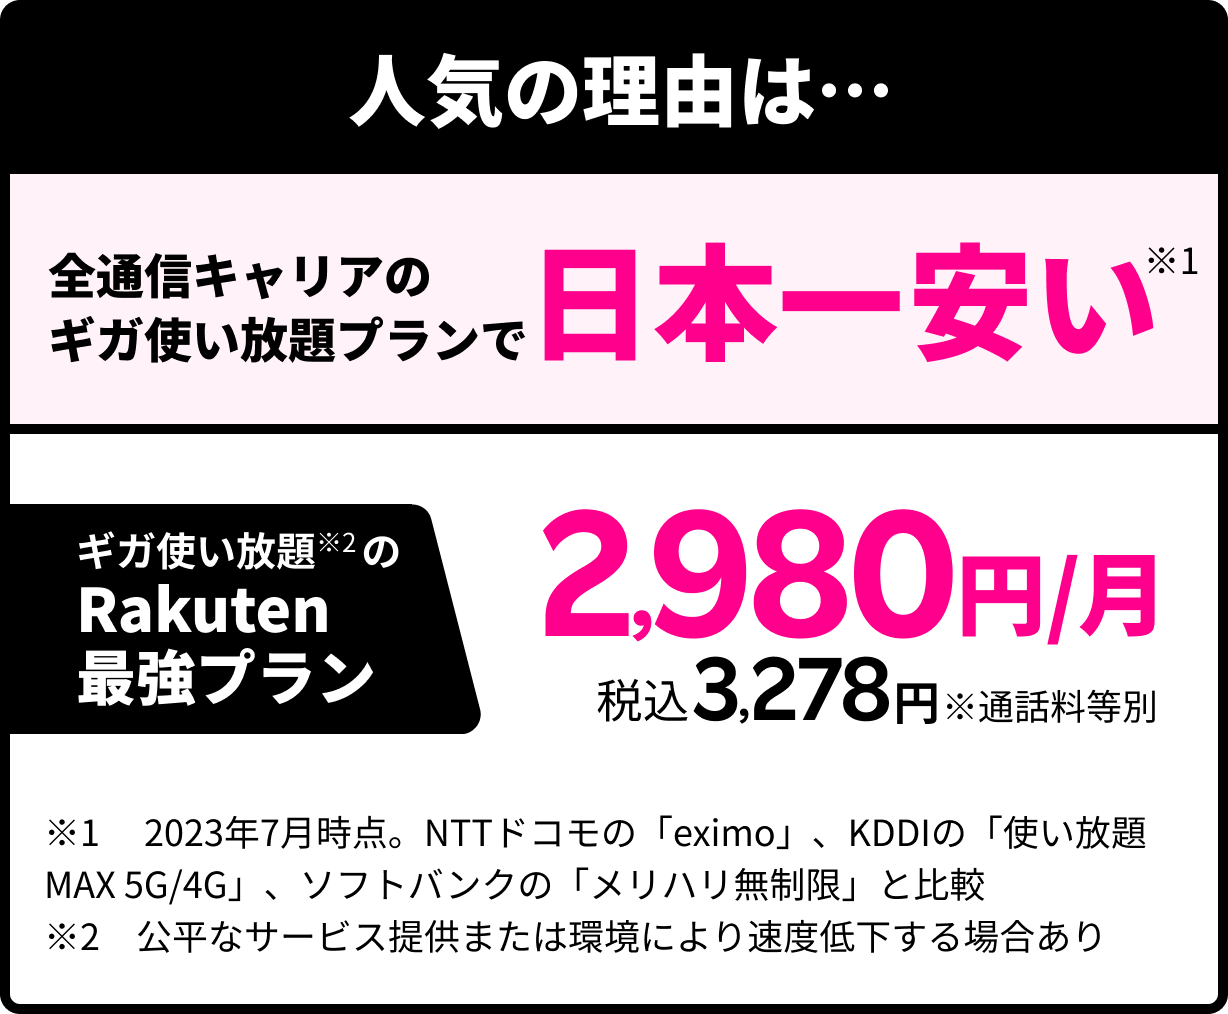 人気の理由は…
全通信キャリアの
ギガ使い放題プランで
日本一安い※1
ギガ使い放題※2の
Rakuten
最強プラン
2,980円/月
税込3,278円※通話料等別
※1 2023年7月時点。NTTドコモの「eximo」、KDDIの「使い放題
MAX 5G/4G」、ソフトバンクの「メリハリ無制限」と比較
※2 公平なサービス提供または環境により速度低下する場合あり